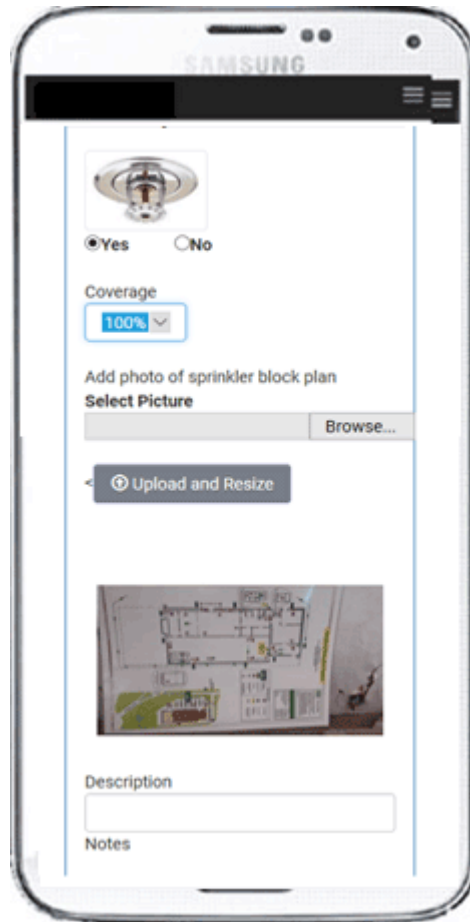 SAMSUNG
Yes No
Coverage
100%
Add photo of sprinkler block plan
Select Picture
Browse...
< Upload and Resize
Description
Notes